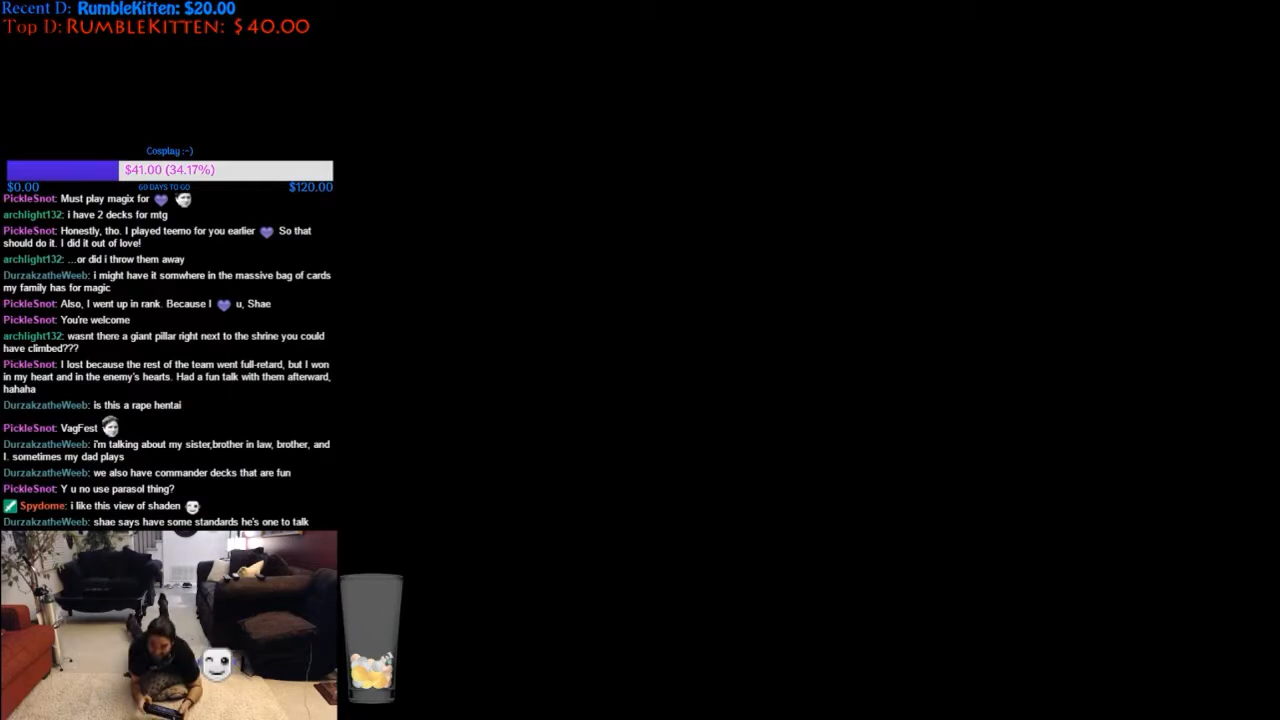 Recent D: RumbleKitten: $20.00
Top D: RumbleKitten: $40.00
Cosplay :-)
$41.00 (34.17%)
$0.00 60 DAYS TO GO $120.00
PickleSnot: Must play magix for
archlight132: i have 2 decks for mtg
PickleSnot: Honestly, tho. I played teemo for you earlier So that
should do it. I did it out of love!
archlight132: ...or did i throw them away
DurzakzatheWeeb: i might have it somwhere in the massive bag of cards
my family has for magic
PickleSnot: Also, I went up in rank. Because I u, Shae
PickleSnot: You're welcome
archlight132: wasnt there a giant pillar right next to the shrine you could
have climbed???
PickleSnot: I lost because the rest of the team went full-retard, but I won
in my heart and in the enemy's hearts. Had a fun talk with them afterward,
hahaha
DurzakzatheWeeb: is this a rape hentai
PickleSnot: VagFest
DurzakzatheWeeb: i'm talking about my sister,brother in law, brother, and
I. sometimes my dad plays
DurzakzatheWeeb: we also have commander decks that are fun
PickleSnot: Y u no use parasol thing?
Spydome: i like this view of shaden
DurzakzatheWeeb: shae says have some standards he's one to talk